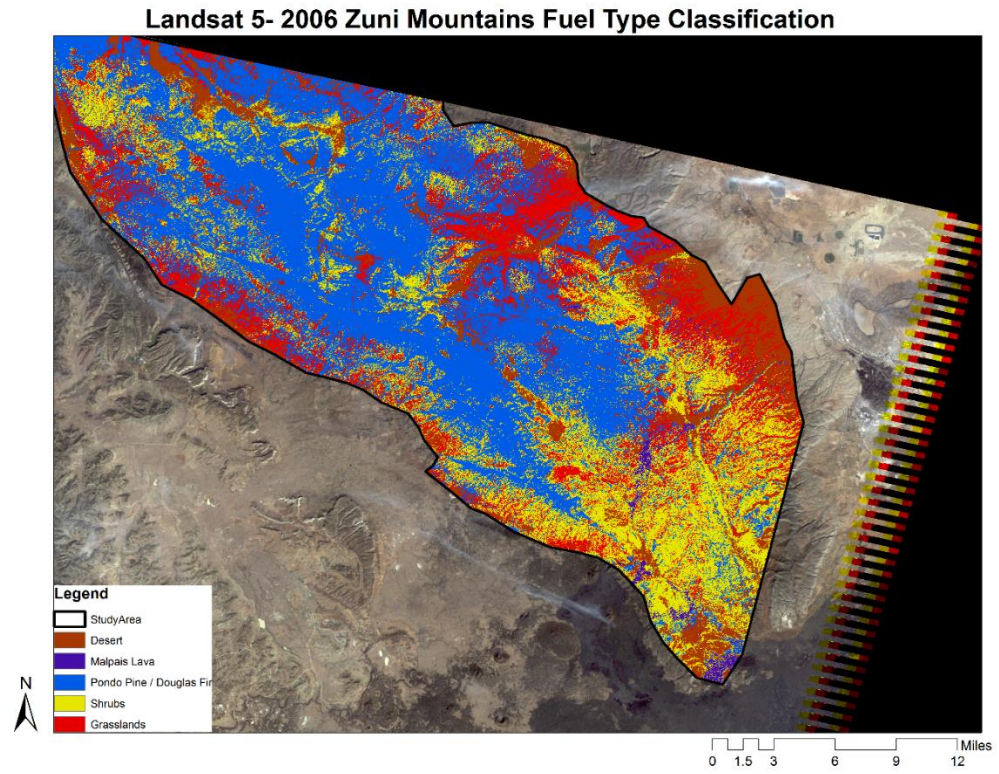 Landsat 5- 2006 Zuni Mountains Fuel Type Classification
Legend
StudyArea
Desert
Malpais Lava
Pondo Pine / Douglas Fir
Shrubs
Grasslands
N
Miles
0 1.5 3 6 9 12